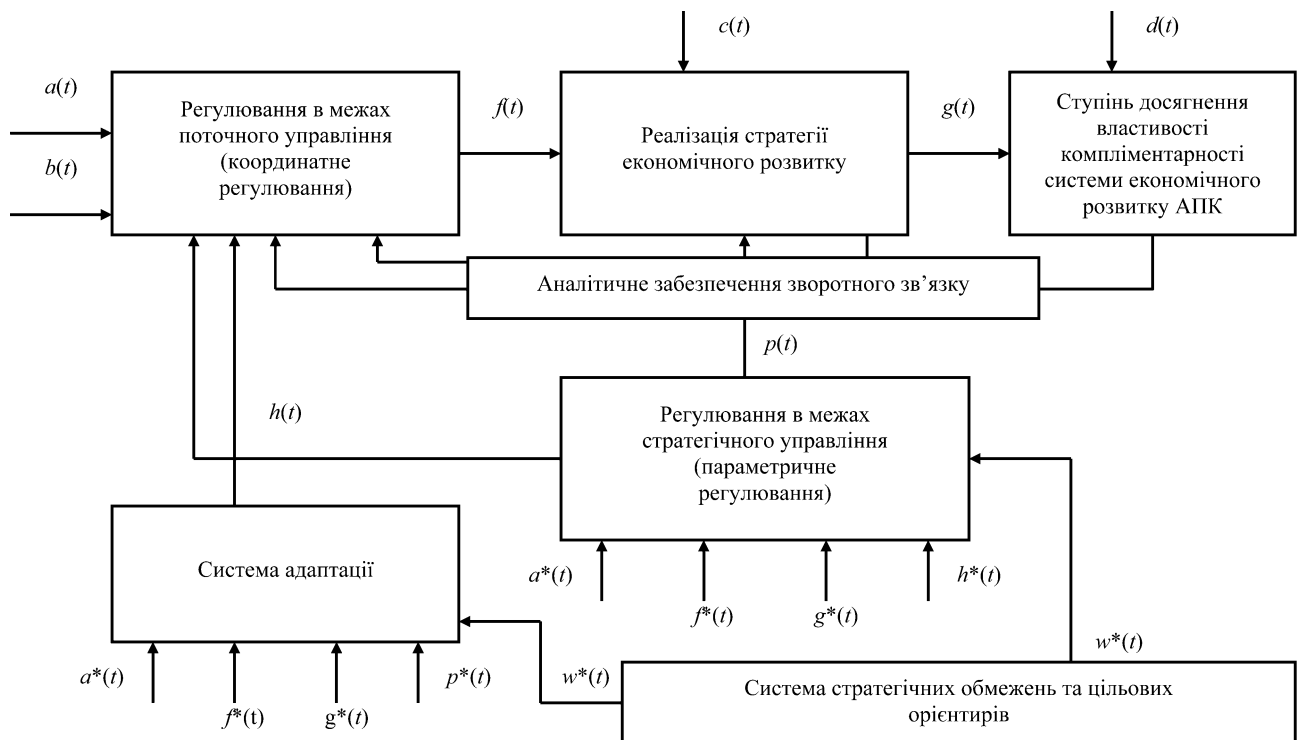 c(t)
d(t)
a(t)
b(t)
Регулювання в межах
поточного управління
(координатне
регулювання)
f(t)
Реалізація стратегії
економічного розвитку
g(t)
Ступінь досягнення
властивості
компліментарності
системи економічного
розвитку АПК
Аналітичне забезпечення зворотного зв’язку
p(t)
h(t)
Регулювання в межах
стратегічного управління
(параметричне
регулювання)
a*(t)
f*(t)
g*(t)
h*(t)
Система адаптації
a*(t)
f*(t)
g*(t)
p*(t)
w*(t)
w*(t)
Система стратегічних обмежень та цільових
орієнтирів